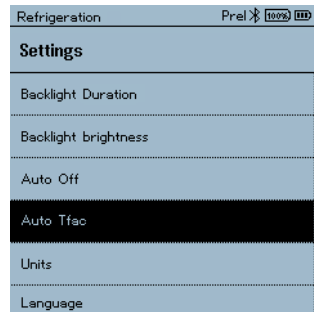 Refrigeration Prel 100%
Settings
Backlight Duration
Backlight brightness
Auto Off
Auto Tfac
Units
Language